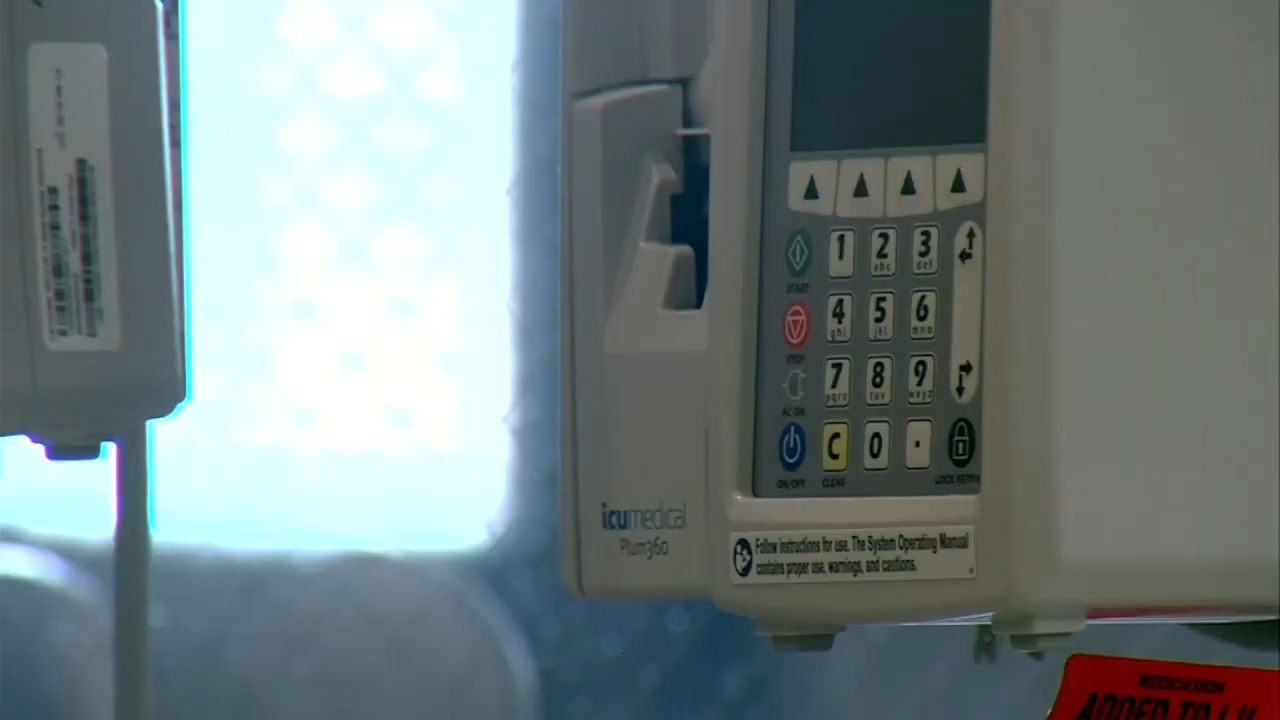 1
2
abc
3
def
START
4
ghi
5
jkl
6
mno
STOP
7
pqrs
8
tuv
9
wxyz
AC ON
C
0
.
ON/OFF
CLEAR
icumedical
Plum360
Follow instructions for use. The System Operating Manual
contains proper use, warnings, and cautions.
MEDICATION
ADDED TO I.V.